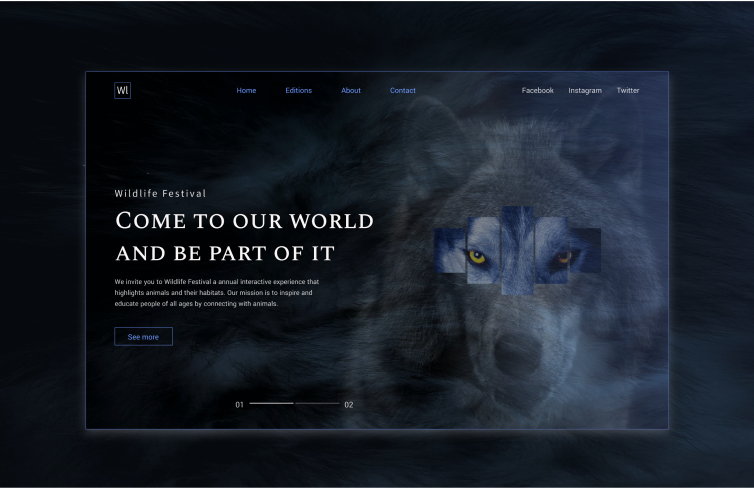 Wl
Home Editions About Contact
Facebook Instagram Twitter
Wildlife Festival
COME TO OUR WORLD
AND BE PART OF IT
We invite you to Wildlife Festival a annual interactive experience that
highlights animals and their habitats. Our mission is to inspire and
educate people of all ages by connecting with animals.
See more
01 02